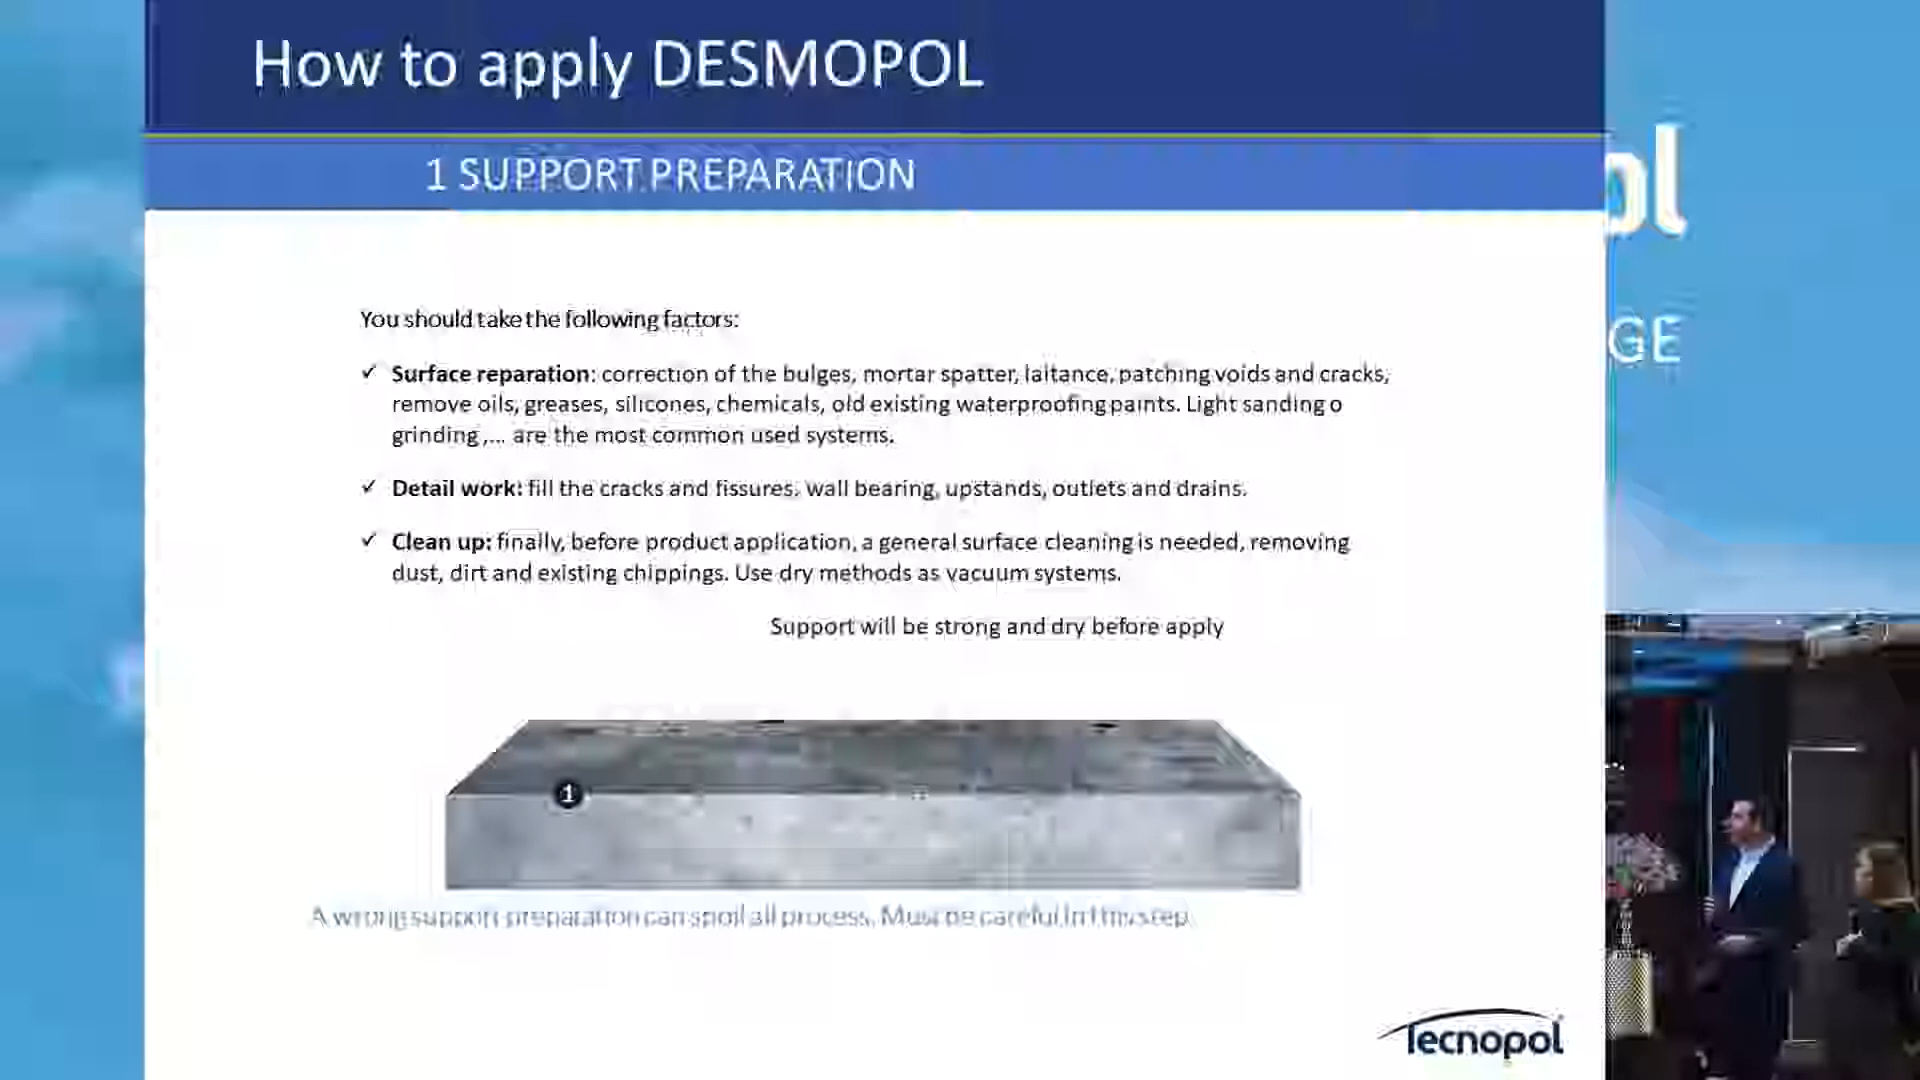 How to apply DESMOPOL
1 SUPPORT PREPARATION
You should take the following factors:
✓ Surface reparation: correction of the bulges, mortar spatter, laitance, patching voids and cracks,
remove oils, greases, silicones, chemicals, old existing waterproofing paints. Light sanding o
grinding,... are the most common used systems.
✓ Detail work: fill the cracks and fissures, wall bearing, upstands, outlets and drains.
✓ Clean up: finally, before product application, a general surface cleaning is needed, removing
dust, dirt and existing chippings. Use dry methods as vacuum systems.
Support will be strong and dry before apply
1
A wrong support preparation can spoil all process. Must be careful in this step.
Tecnopol
ol
GE